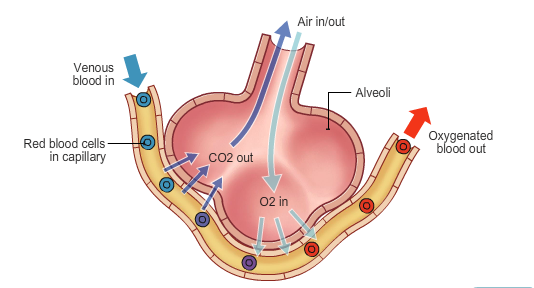 Air in/out
Venous
blood in
Alveoli
Oxygenated
blood out
Red blood cells
in capillary
CO2 out
O2 in